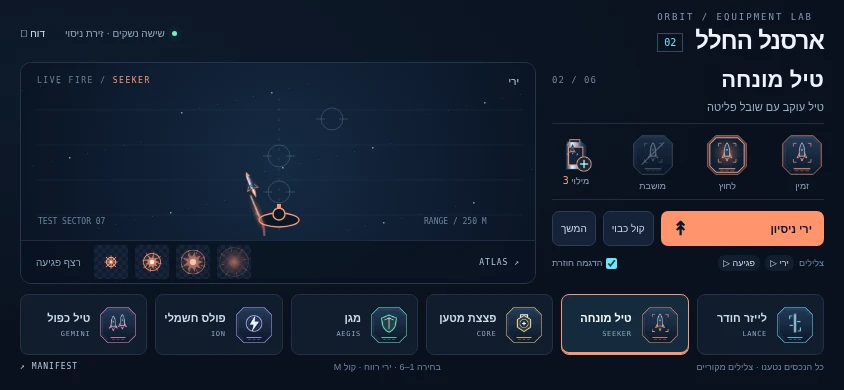 ORBIT / EQUIPMENT LAB
ארסנל החלל 02
שישה נשקים · זירת ניסוי
דוח
טיל מונחה
02 / 06
טיל עוקב עם שובל פליטה
זמין
לחוץ
מושבת
מילוי 3
ירי ניסיון
קול כבוי
המשך
צלילים
ירי ▷
פגיעה ▷
הדגמה חוזרת
LIVE FIRE / SEEKER
ירי
TEST SECTOR 07
RANGE / 250 M
רצף פגיעה
ATLAS ↗
לייזר חודר
LANCE
טיל מונחה
SEEKER
פצצת מטען
CORE
מגן
AEGIS
פולס חשמלי
ION
טיל כפול
GEMINI
כל הנכסים נטענו · צלילים מקוריים
בחירה 1–6 · ירי רווח · קול M
↗ MANIFEST